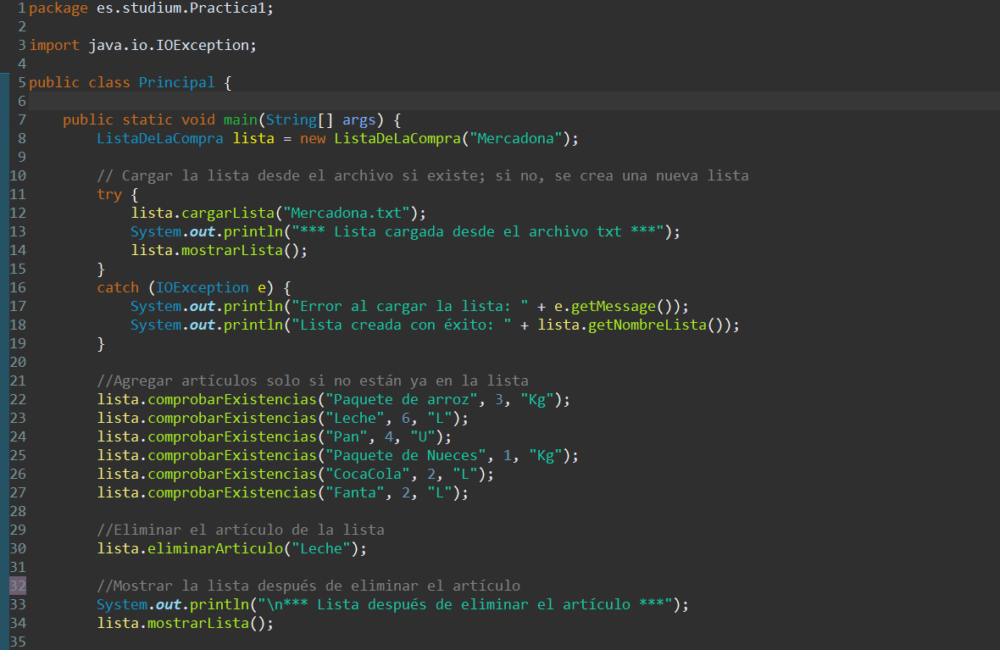 1 package es.studium.Practica1;
2
3 import java.io.IOException;
4
5 public class Principal {
6
7     public static void main(String[] args) {
8         ListaDeLaCompra lista = new ListaDeLaCompra("Mercadona");
9
10         // Cargar la lista desde el archivo si existe; si no, se crea una nueva lista
11         try {
12             lista.cargarLista("Mercadona.txt");
13             System.out.println("*** Lista cargada desde el archivo txt ***");
14             lista.mostrarLista();
15         }
16         catch (IOException e) {
17             System.out.println("Error al cargar la lista: " + e.getMessage());
18             System.out.println("Lista creada con éxito: " + lista.getNombreLista());
19         }
20
21         //Agregar artículos solo si no están ya en la lista
22         lista.comprobarExistencias("Paquete de arroz", 3, "Kg");
23         lista.comprobarExistencias("Leche", 6, "L");
24         lista.comprobarExistencias("Pan", 4, "U");
25         lista.comprobarExistencias("Paquete de Nueces", 1, "Kg");
26         lista.comprobarExistencias("CocaCola", 2, "L");
27         lista.comprobarExistencias("Fanta", 2, "L");
28
29         //Eliminar el artículo de la lista
30         lista.eliminarArticulo("Leche");
31
32         //Mostrar la lista después de eliminar el artículo
33         System.out.println("\n*** Lista después de eliminar el artículo ***");
34         lista.mostrarLista();
35